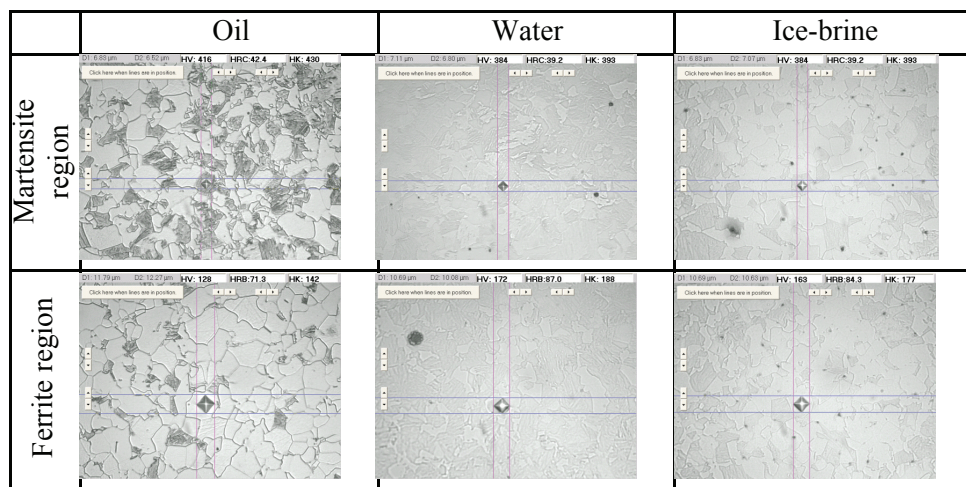 Oil Water Ice-brine
Martensite region
D1: 6.83 µm D2: 6.52 µm HV: 416 HRC:42.4 HK: 430
Click here when lines are in position.
D1: 7.11 µm D2: 6.80 µm HV: 384 HRC:39.2 HK: 393
Click here when lines are in position.
D1: 6.83 µm D2: 7.07 µm HV: 384 HRC:39.2 HK: 393
Click here when lines are in position.
Ferrite region
D1: 11.79 µm D2: 12.27 µm HV: 128 HRB:71.3 HK: 142
Click here when lines are in position.
D1: 10.69 µm D2: 10.06 µm HV: 172 HRB:87.0 HK: 188
Click here when lines are in position.
D1: 10.59 µm D2: 10.63 µm HV: 163 HRB:84.3 HK: 177
Click here when lines are in position.